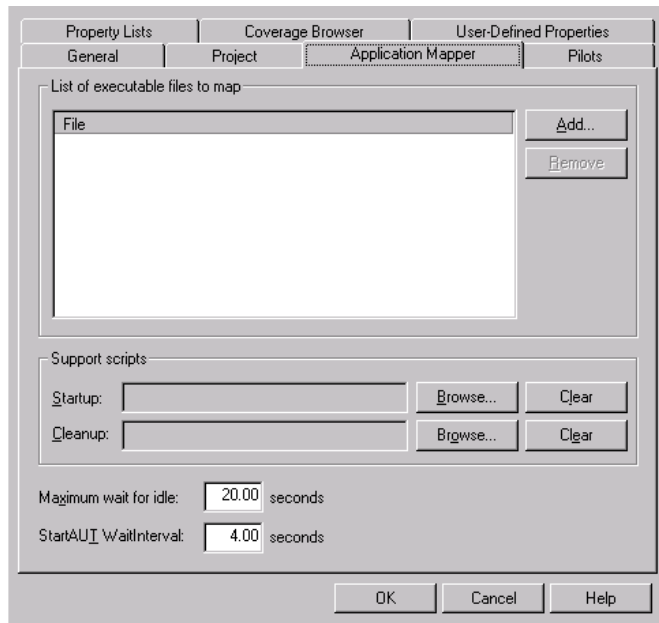 Property Lists Coverage Browser User-Defined Properties
General Project Application Mapper Pilots
List of executable files to map
File
Add...
Remove
Support scripts
Startup: Browse... Clear
Cleanup: Browse... Clear
Maximum wait for idle: 20.00 seconds
StartAUT WaitInterval: 4.00 seconds
OK Cancel Help